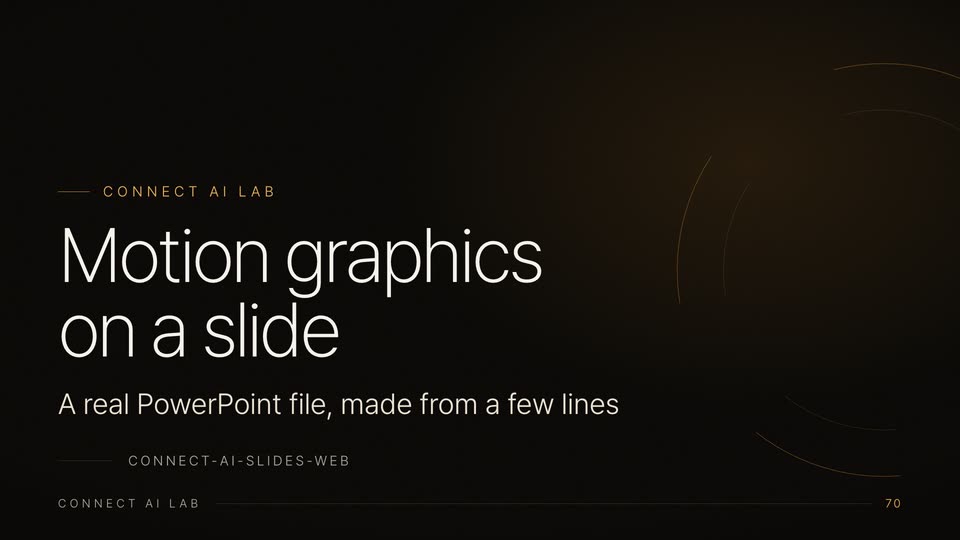 CONNECT AI LAB
Motion graphics
on a slide
A real PowerPoint file, made from a few lines
CONNECT-AI-SLIDES-WEB
CONNECT AI LAB
70